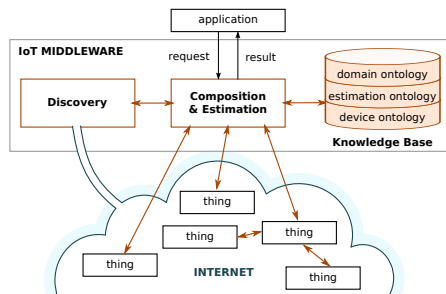 application
IoT MIDDLEWARE
request
result
Discovery
Composition
& Estimation
domain ontology
estimation ontology
device ontology
Knowledge Base
thing
thing
thing
thing
thing
INTERNET